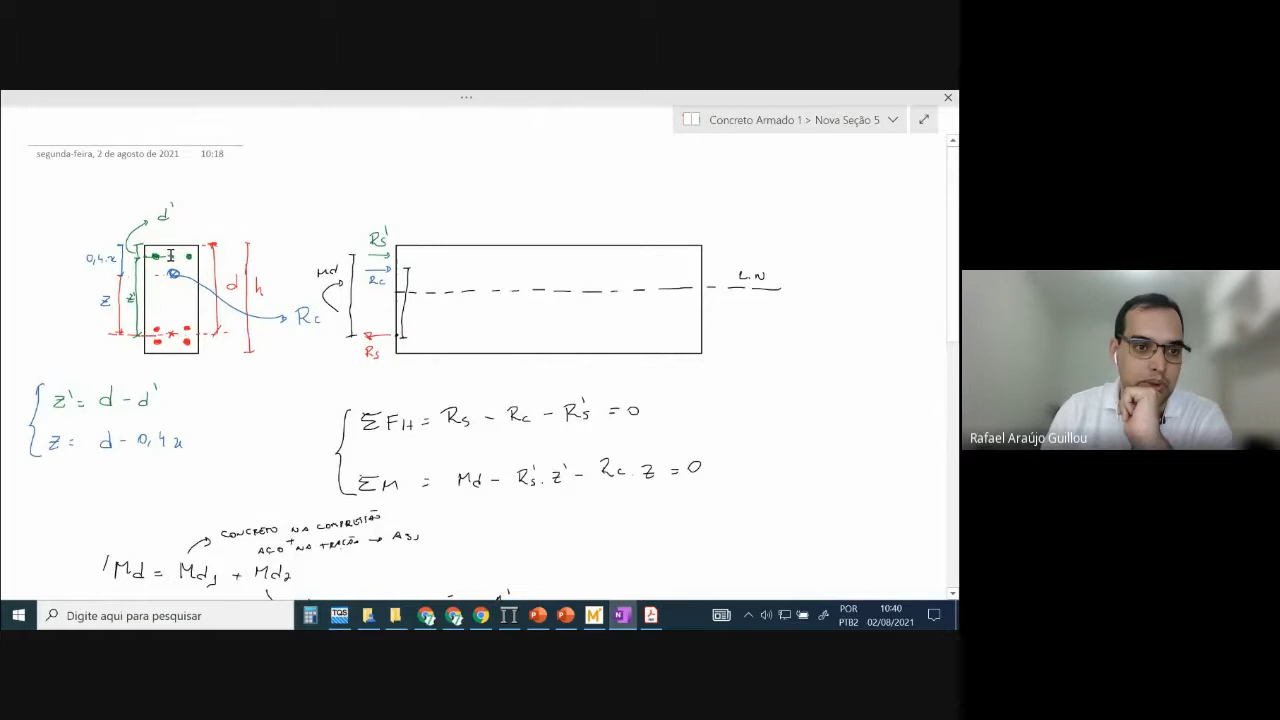 Concreto Armado 1 > Nova Seção 5
segunda-feira, 2 de agosto de 2021 10:18
d'
0,4.x
z
z'
d
h
Rc
Rs'
Rc
Md
Rs
L.N
z' = d - d'
z = d - 0,4x
ΣFH = Rs - Rc - Rs' = 0
ΣM = Md - Rs'. z' - Rc. z = 0
CONCRETO NA COMPRESSÃO
+
AÇO NA TRAÇÃO → As1
Md = Md1 + Md2
Rafael Araújo Guillou
Digite aqui para pesquisar
TQS
POR
PTB2
10:40
02/08/2021